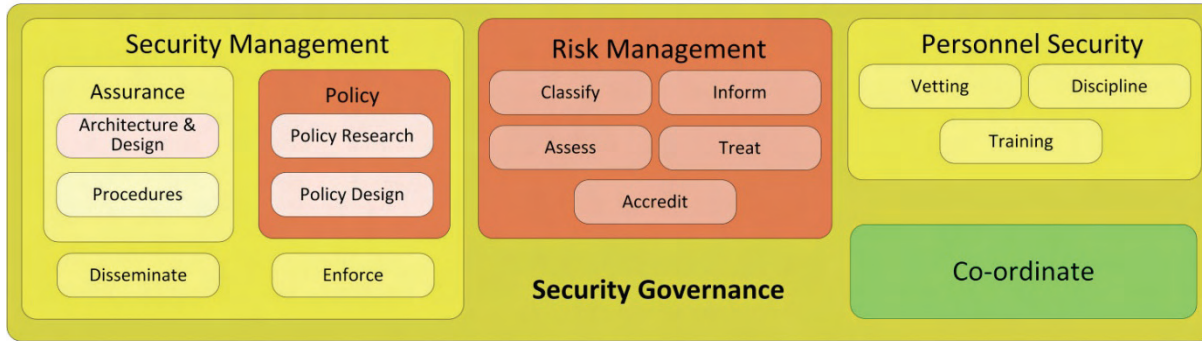 Security Management
Assurance
Architecture &
Design
Procedures
Disseminate
Policy
Policy Research
Policy Design
Enforce
Risk Management
Classify
Inform
Assess
Treat
Accredit
Security Governance
Personnel Security
Vetting
Discipline
Training
Co-ordinate